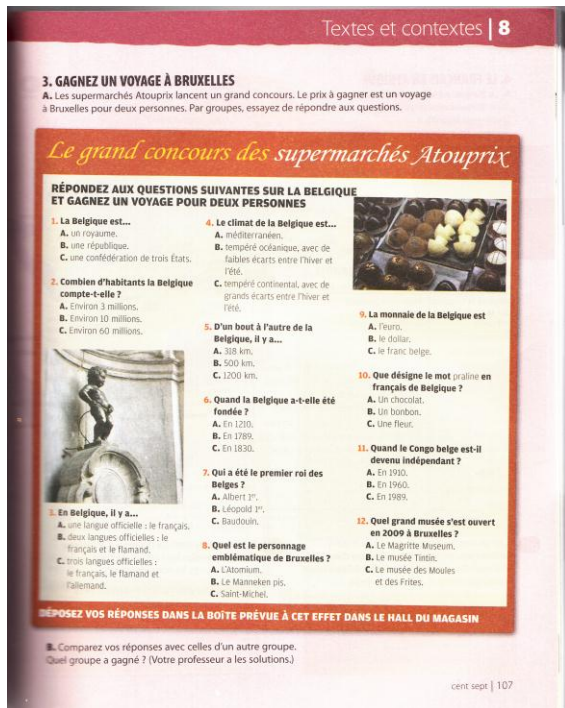 Textes et contextes | 8
3. GAGNEZ UN VOYAGE À BRUXELLES
A. Les supermarchés Atouprix lancent un grand concours. Le prix à gagner est un voyage
à Bruxelles pour deux personnes. Par groupes, essayez de répondre aux questions.
Le grand concours des supermarchés Atouprix
RÉPONDEZ AUX QUESTIONS SUIVANTES SUR LA BELGIQUE
ET GAGNEZ UN VOYAGE POUR DEUX PERSONNES
1. La Belgique est...
A. un royaume.
B. une république.
C. une confédération de trois États.
2. Combien d'habitants la Belgique
compte-t-elle ?
A. Environ 3 millions.
B. Environ 10 millions.
C. Environ 60 millions.
3. En Belgique, il y a...
A. une langue officielle : le français.
B. deux langues officielles : le
français et le flamand.
C. trois langues officielles :
le français, le flamand et
l'allemand.
4. Le climat de la Belgique est...
A. méditerranéen.
B. tempéré océanique, avec de
faibles écarts entre l'hiver et
l'été.
C. tempéré continental, avec de
grands écarts entre l'hiver et
l'été.
5. D'un bout à l'autre de la
Belgique, il y a...
A. 318 km.
B. 500 km.
C. 1200 km.
6. Quand la Belgique a-t-elle été
fondée ?
A. En 1210.
B. En 1789.
C. En 1830.
7. Qui a été le premier roi des
Belges ?
A. Albert 1er.
B. Léopold 1er.
C. Baudouin.
8. Quel est le personnage
emblématique de Bruxelles ?
A. L'Atomium.
B. Le Manneken pis.
C. Saint-Michel.
9. La monnaie de la Belgique est
A. l'euro.
B. le dollar.
C. le franc belge.
10. Que désigne le mot praline en
français de Belgique ?
A. Un chocolat.
B. Un bonbon.
C. Une fleur.
11. Quand le Congo belge est-il
devenu indépendant ?
A. En 1910.
B. En 1960.
C. En 1989.
12. Quel grand musée s'est ouvert
en 2009 à Bruxelles ?
A. Le Magritte Museum.
B. Le musée Tintin.
C. Le musée des Moules
et des Frites.
DÉPOSEZ VOS RÉPONSES DANS LA BOÎTE PRÉVUE À CET EFFET DANS LE HALL DU MAGASIN
B. Comparez vos réponses avec celles d'un autre groupe.
Quel groupe a gagné ? (Votre professeur a les solutions.)
cent sept | 107